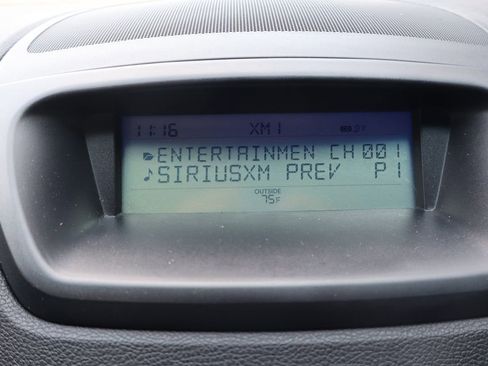 11:16 XM1
ENTERTAINMEN CH 001
SIRIUSXM PREV P1
OUTSIDE
75F